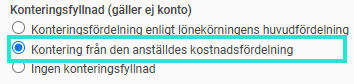 Konteringsfyllnad (gäller ej konto)
Konteringsfördelning enligt lönekörningens huvudfördelning
Kontering från den anställdes kostnadsfördelning
Ingen konteringsfyllnad